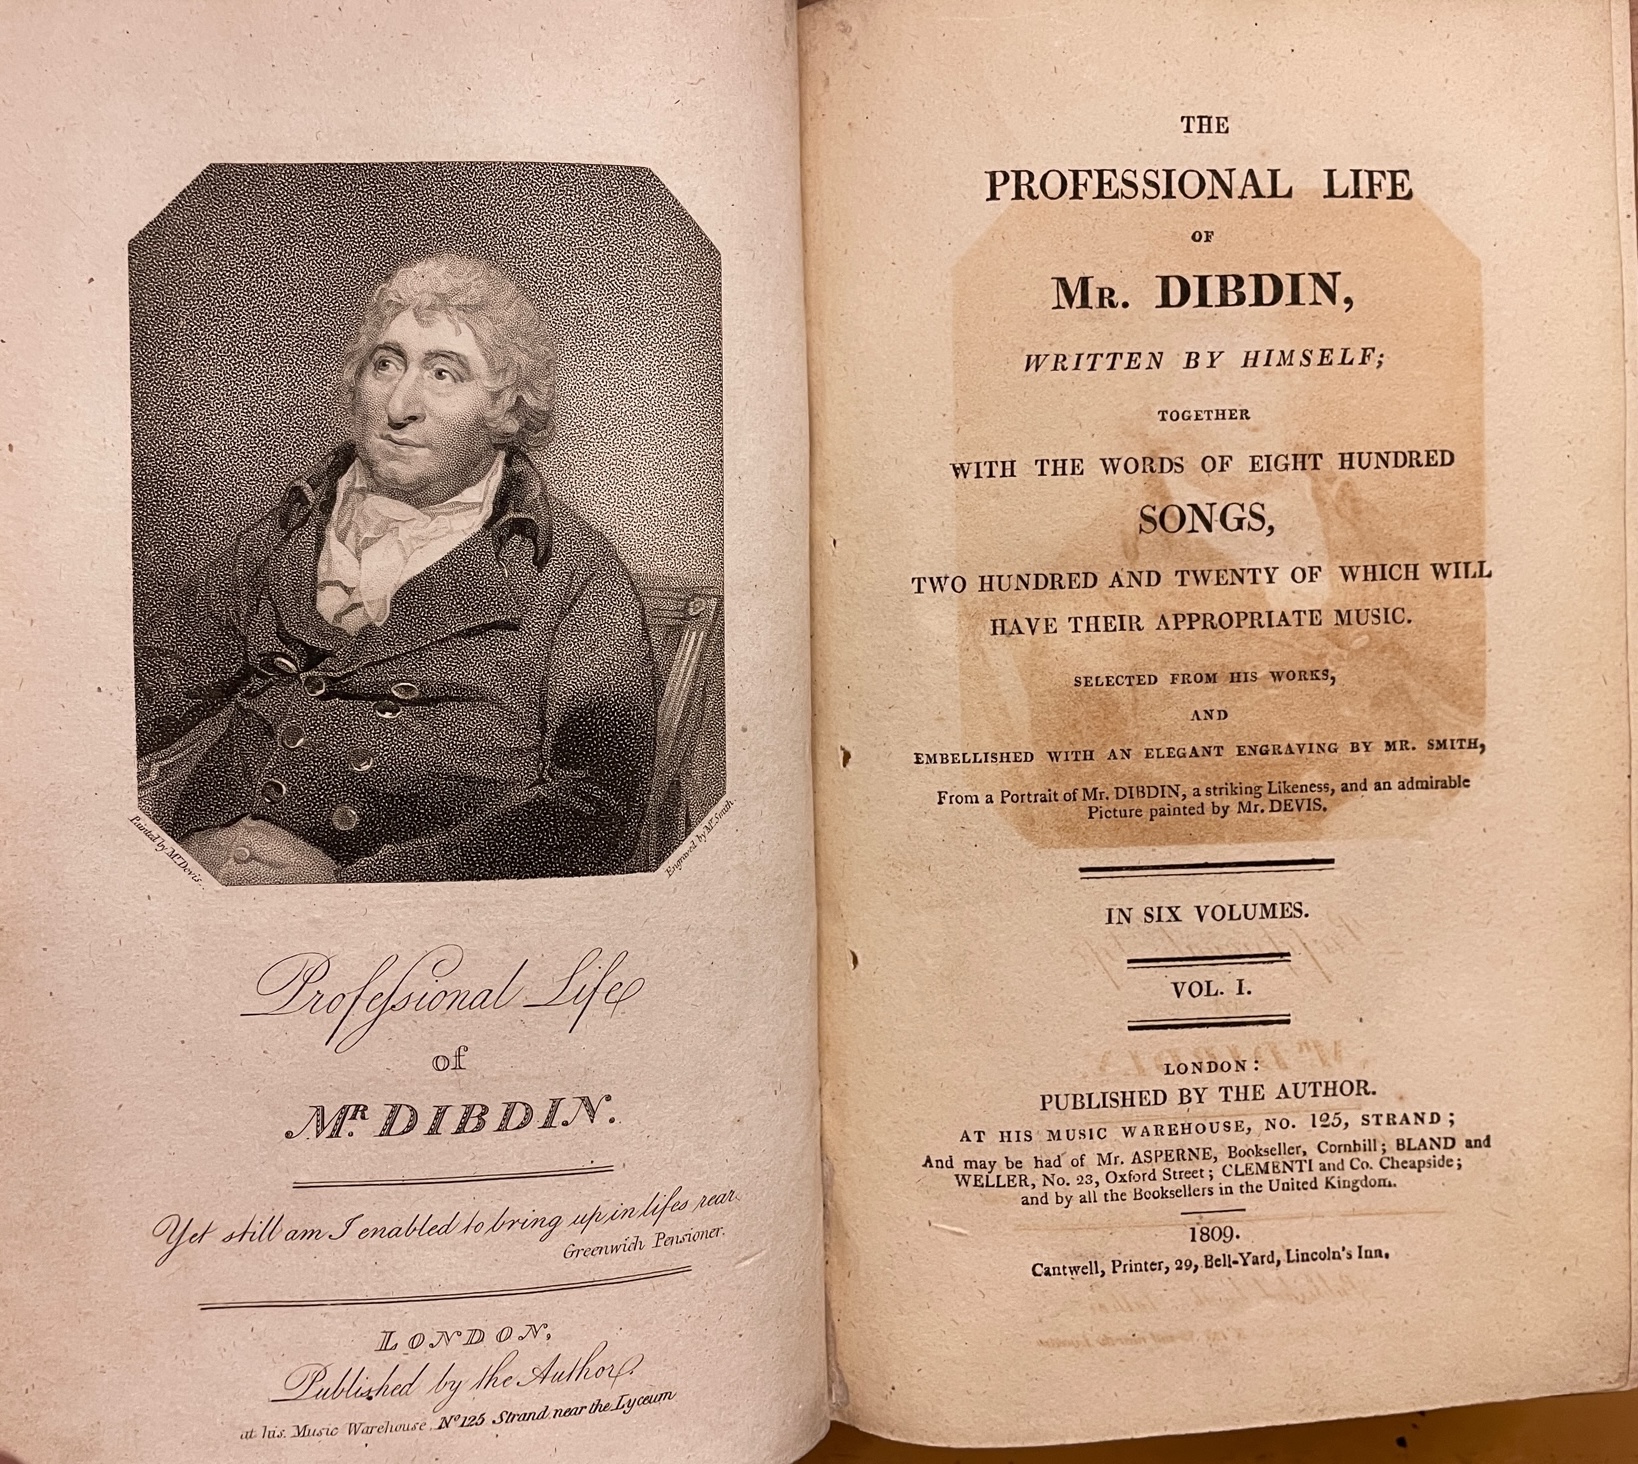 Painted by Mr Devis.
Engraved by Mr Smith.
Profeſsional Life
of
MR. DIBDIN.
Yet still am I enabled to bring up in lifes rear.
Greenwich Pensioner.
LONDON,
Published by the Author.
at his Music Warehouse, No 125 Strand near the Lyceum
THE
PROFESSIONAL LIFE
OF
MR. DIBDIN,
WRITTEN BY HIMSELF;
TOGETHER
WITH THE WORDS OF EIGHT HUNDRED
SONGS,
TWO HUNDRED AND TWENTY OF WHICH WILL
HAVE THEIR APPROPRIATE MUSIC.
SELECTED FROM HIS WORKS,
AND
EMBELLISHED WITH AN ELEGANT ENGRAVING BY MR. SMITH,
From a Portrait of Mr. DIBDIN, a striking Likeness, and an admirable
Picture painted by Mr. DEVIS.
IN SIX VOLUMES.
VOL. I.
LONDON:
PUBLISHED BY THE AUTHOR.
AT HIS MUSIC WAREHOUSE, NO. 125, STRAND;
And may be had of Mr. ASPERNE, Bookseller, Cornhill; BLAND and
WELLER, No. 23, Oxford Street; CLEMENTI and Co. Cheapside;
and by all the Booksellers in the United Kingdom.
1809.
Cantwell, Printer, 29, Bell-Yard, Lincoln's Inn.